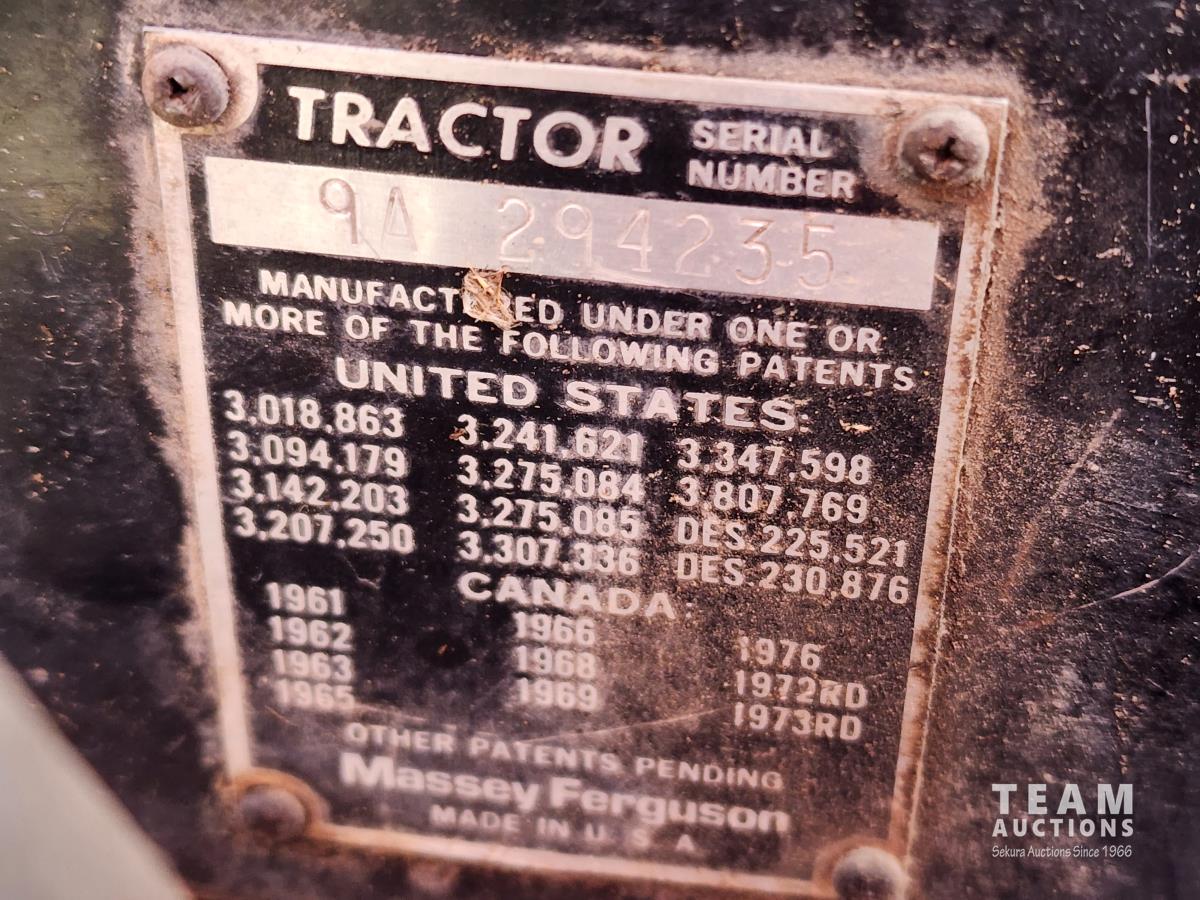 TRACTOR SERIAL NUMBER
9A 294235
MANUFACT ED UNDER ONE OR
MORE OF THE FOLLOWING PATENTS
UNITED STATES:
3,018,863 3,241,621 3,347,598
3,094,179 3,275,084 3,807,769
3,142,203 3,275,085 DES.225,521
3,207,250 3,307,336 DES.230,876
CANADA:
1961 1966 1976
1962 1968 1972RD
1963 1969 1973RD
1965
OTHER PATENTS PENDING
Massey Ferguson
MADE IN U.S.A
TEAM
AUCTIONS
Sekura Auctions Since 1966